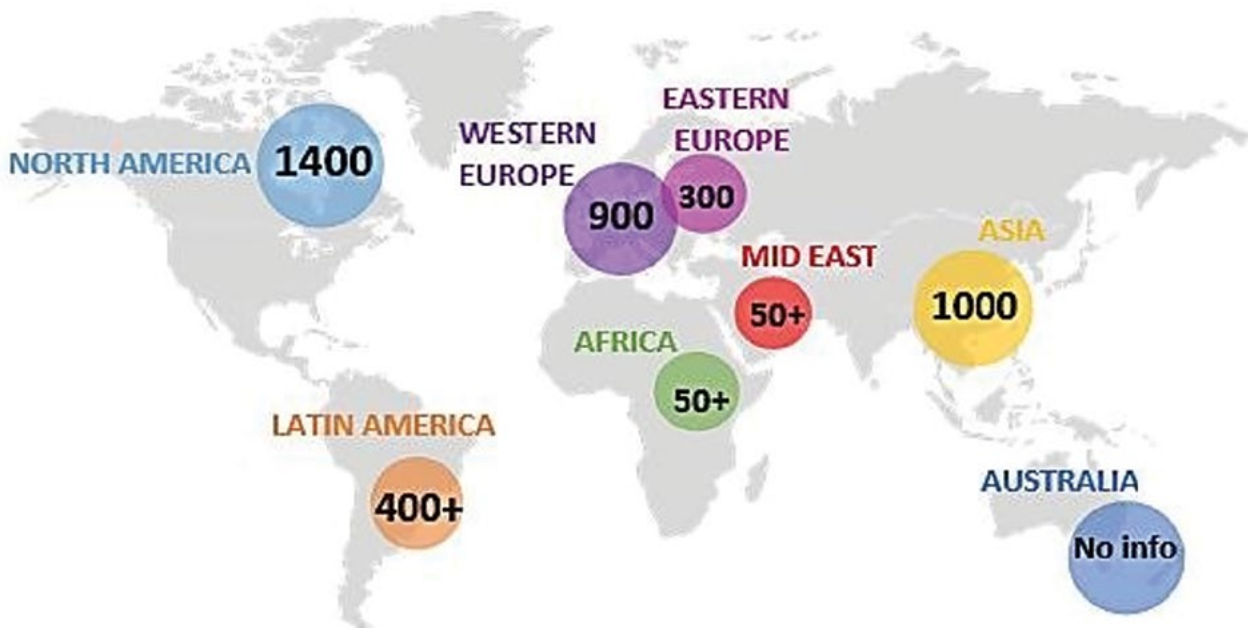 EASTERN
EUROPE
WESTERN
EUROPE
NORTH AMERICA
1400
900
300
ASIA
MID EAST
1000
50+
AFRICA
50+
LATIN AMERICA
400+
AUSTRALIA
No info